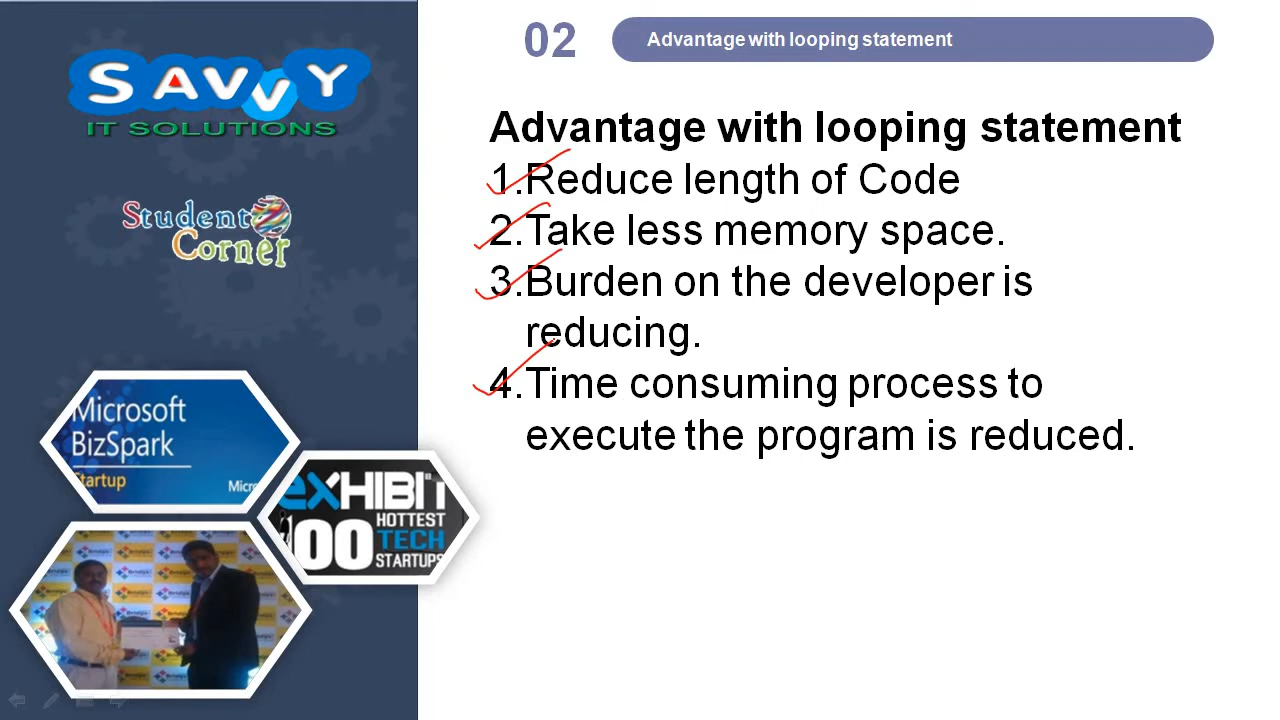 SAVVY
IT SOLUTIONS
Student
Corner
Microsoft
BizSpark
Startup
Micr
EXHIBIT
100
HOTTEST
TECH
STARTUPS
02
Advantage with looping statement
Advantage with looping statement
1.Reduce length of Code
2.Take less memory space.
3.Burden on the developer is
reducing.
4.Time consuming process to
execute the program is reduced.